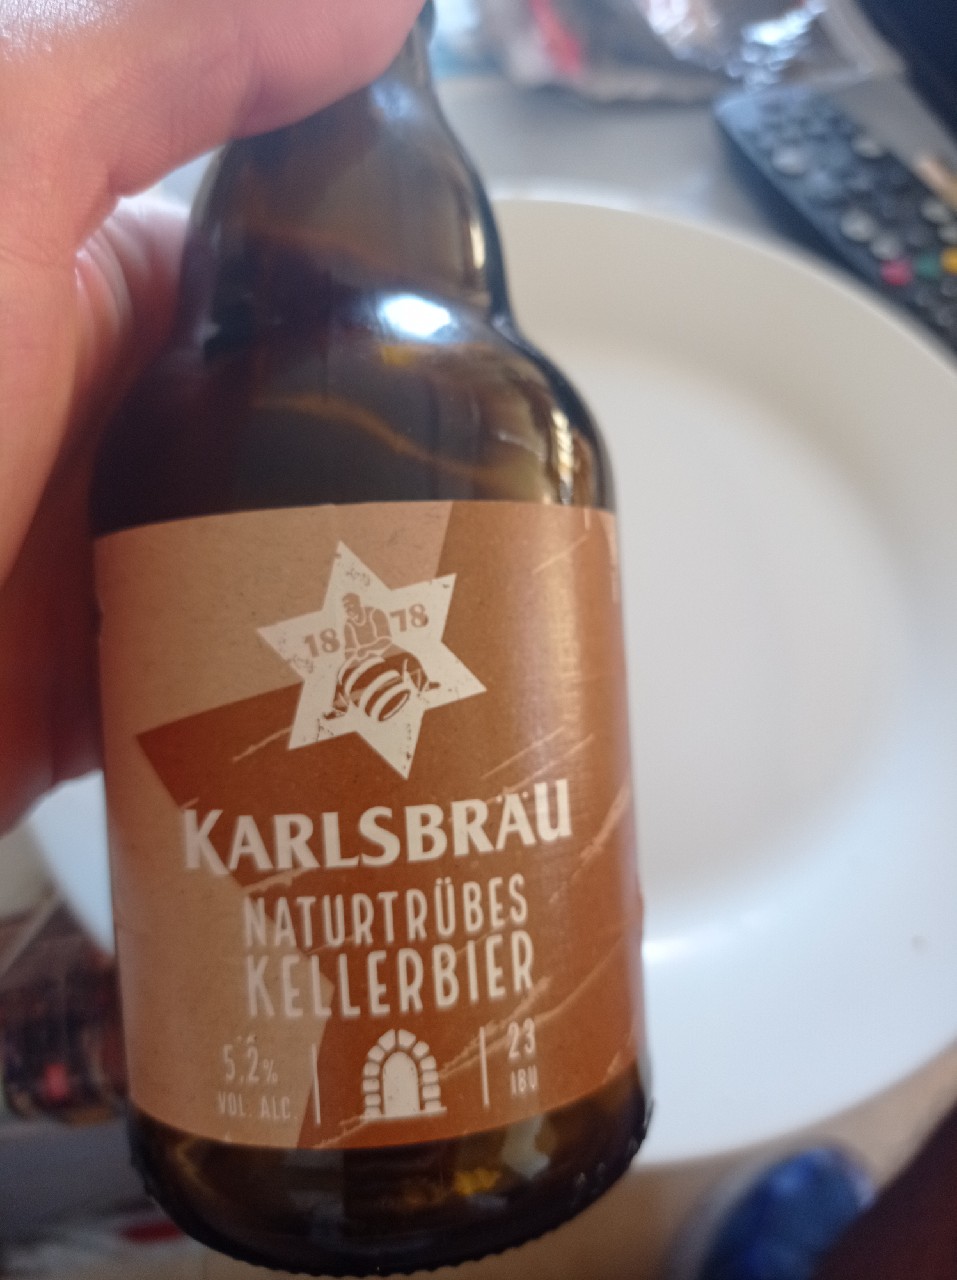 18 78
KARLSBRÄU
NATURTRÜBES
KELLERBIER
5,2%
VOL. ALC.
23
IBU